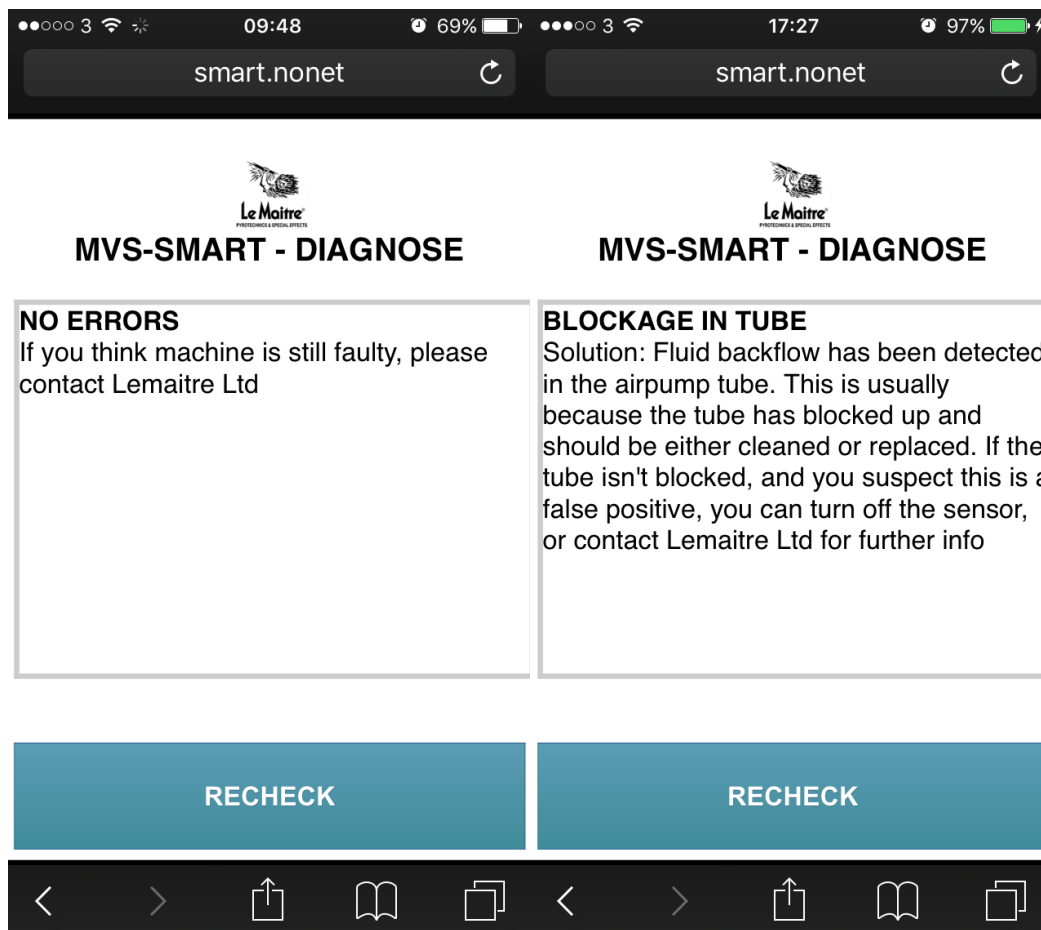 3 09:48 69%
smart.nonet
Le Maitre®
PYROTECHNICS & SPECIAL EFFECTS
MVS-SMART - DIAGNOSE
NO ERRORS
If you think machine is still faulty, please
contact Lemaitre Ltd
RECHECK
3 17:27 97%
smart.nonet
Le Maitre®
PYROTECHNICS & SPECIAL EFFECTS
MVS-SMART - DIAGNOSE
BLOCKAGE IN TUBE
Solution: Fluid backflow has been detected
in the airpump tube. This is usually
because the tube has blocked up and
should be either cleaned or replaced. If the
tube isn't blocked, and you suspect this is a
false positive, you can turn off the sensor,
or contact Lemaitre Ltd for further info
RECHECK